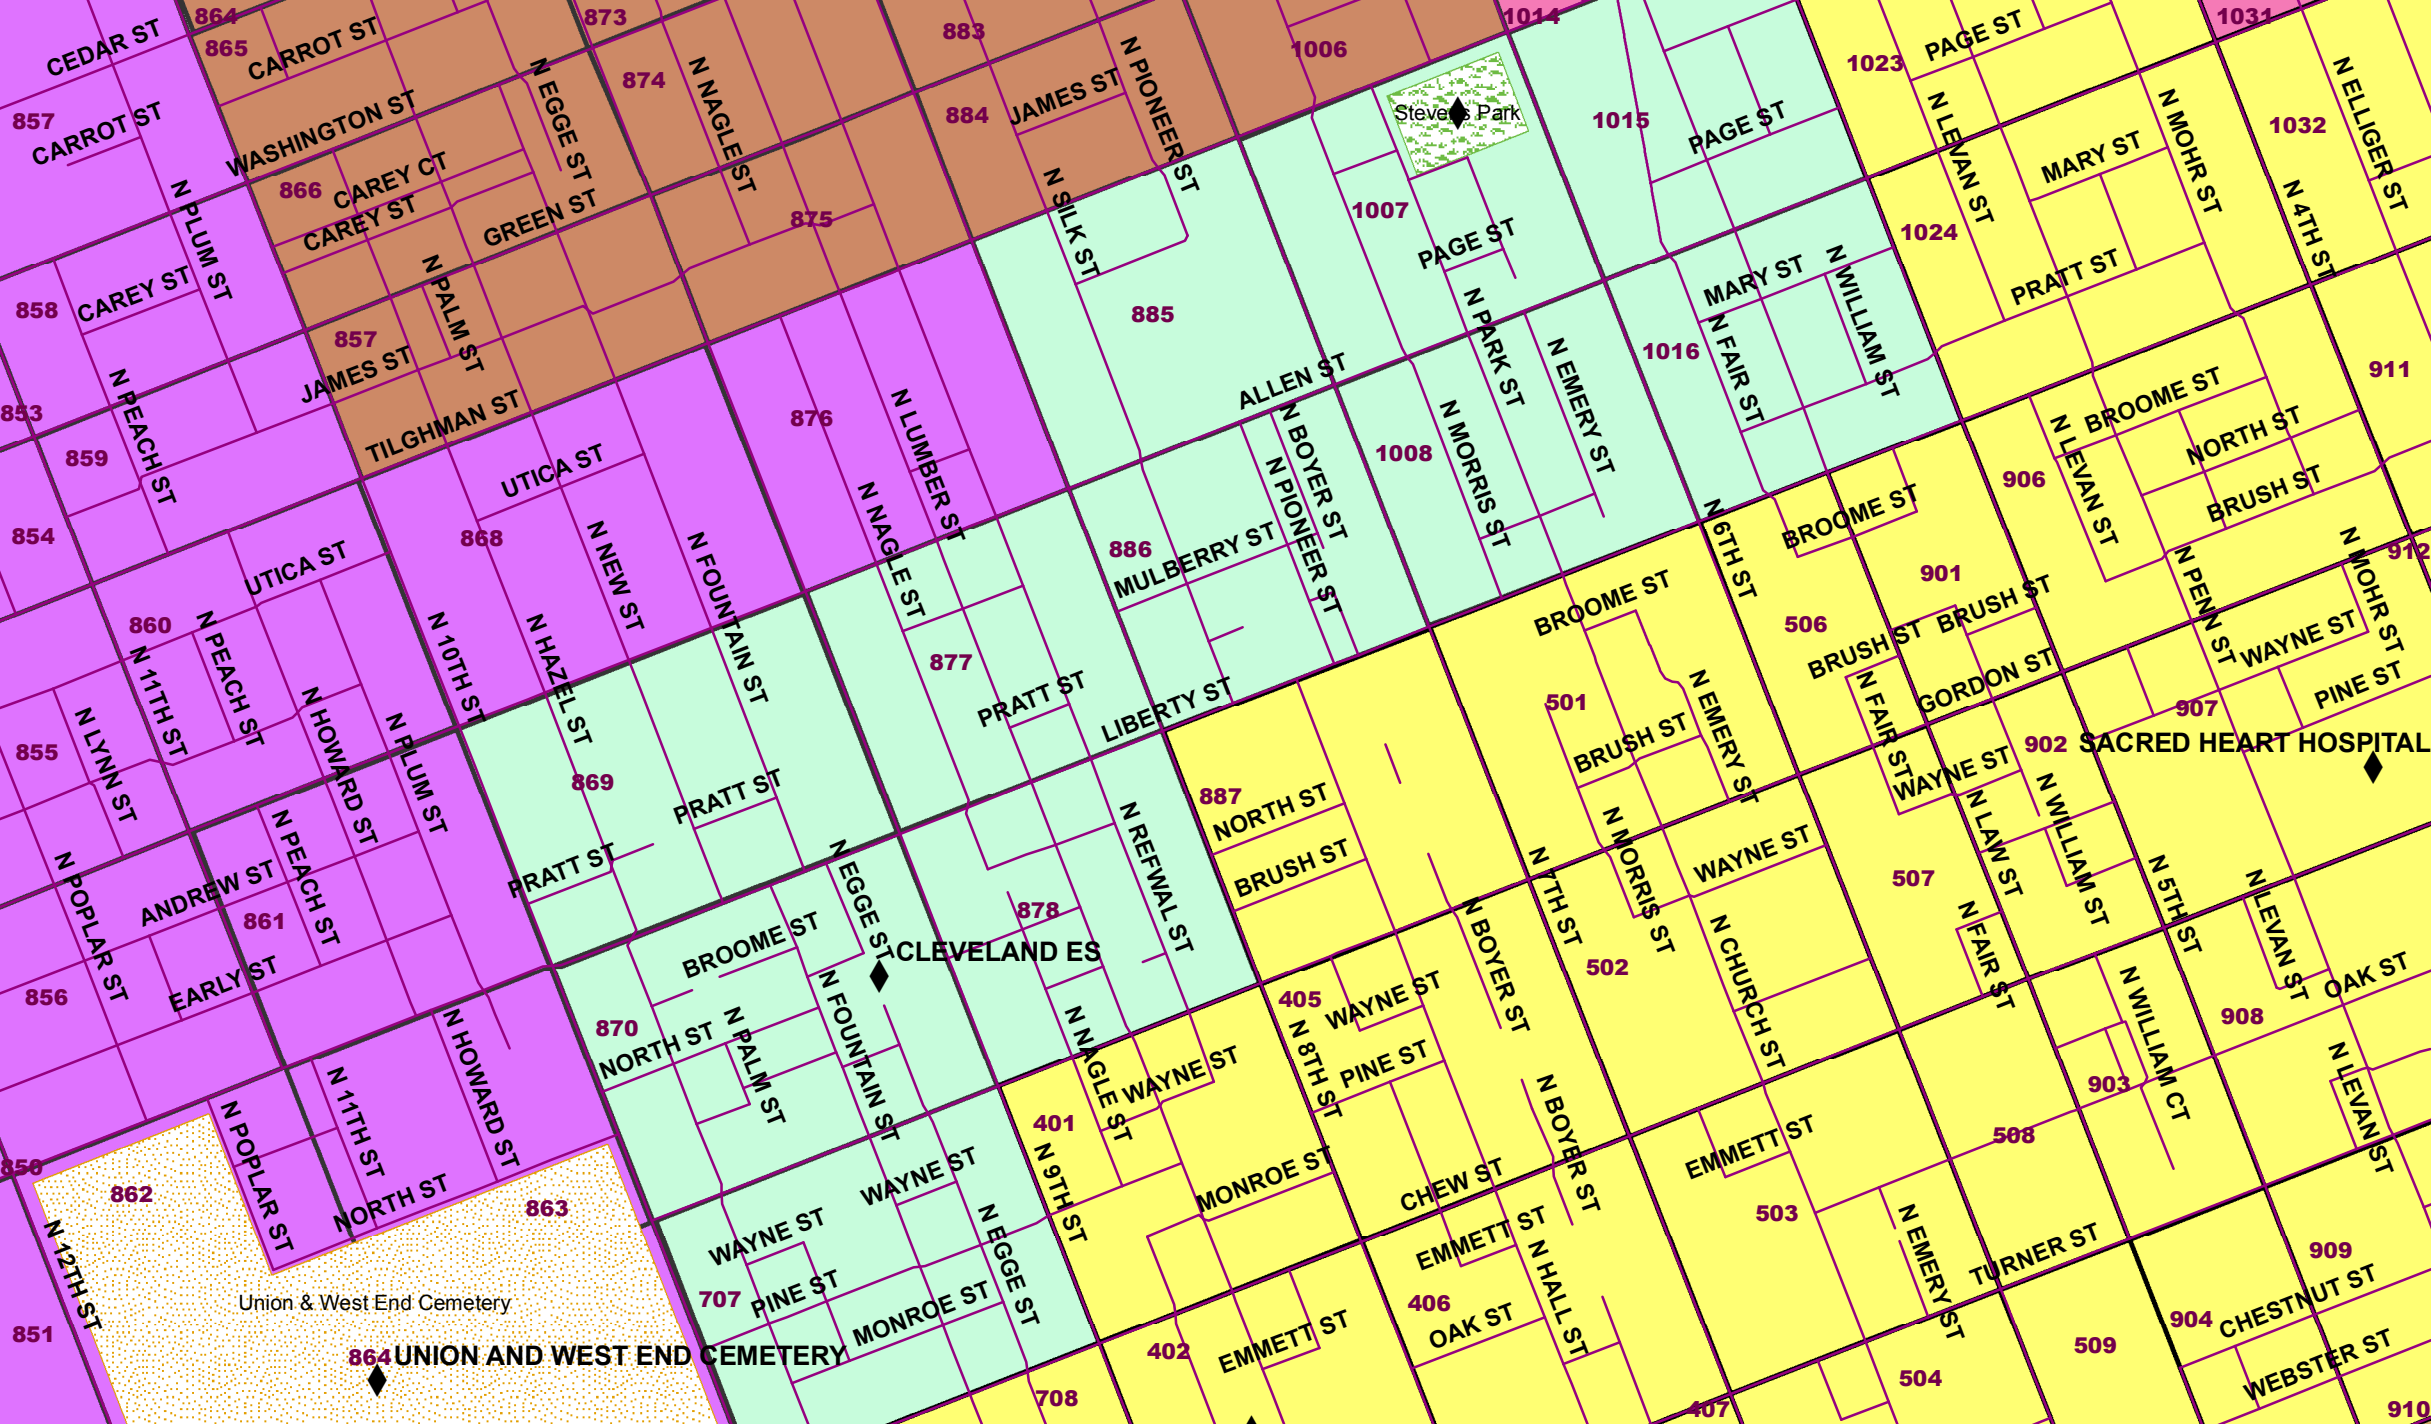 864
873
883
1014
1031
CEDAR ST
865
CARROT ST
1006
PAGE ST
1023
857
CARROT ST
WASHINGTON ST
N EGGE ST
874
N NAGLE ST
884
JAMES ST
N PIONEER ST
Stevens Park
1015
PAGE ST
N LEVAN ST
MARY ST
N MOHR ST
1032
N ELIGER ST
N PLUM ST
866
CAREY CT
CAREY ST
GREEN ST
875
N SILK ST
1007
PAGE ST
1024
N 4TH ST
858
CAREY ST
857
N PALM ST
JAMES ST
885
N PARK ST
MARY ST
N WILLIAM ST
PRATT ST
853
N PEACH ST
TILGHMAN ST
876
N LUMBER ST
ALLEN ST
N EMERY ST
1016
N FAIR ST
911
859
UTICA ST
N BOYER ST
1008
N MORRIS ST
BROOME ST
N LEVAN ST
NORTH ST
854
868
N NEW ST
N NAGLE ST
886
MULBERRY ST
N PIONEER ST
N 6TH ST
BROOME ST
906
BRUSH ST
UTICA ST
N FOUNTAIN ST
901
912
860
N PEACH ST
N 11TH ST
N 10TH ST
N HAZEL ST
877
BROOME ST
506
BRUSH ST
BRUSH ST
N PENN ST
N MOHR ST
WAYNE ST
855
N LYNN ST
N HOWARD ST
N PLUM ST
PRATT ST
LIBERTY ST
501
N EMERY ST
N FAIR ST
GORDON ST
907
PINE ST
869
PRATT ST
BRUSH ST
902
SACRED HEART HOSPITAL
887
NORTH ST
WAYNE ST
N PEACH ST
N POPLAR ST
ANDREW ST
PRATT ST
N EGGE ST
N REFWAL ST
BRUSH ST
N MORRIS ST
WAYNE ST
N LAW ST
N WILLIAM ST
861
878
N 7TH ST
507
N 5TH ST
N LEVAN ST
BROOME ST
CLEVELAND ES
N BOYER ST
502
N CHURCH ST
N FAIR ST
856
EARLY ST
870
N PALM ST
N FOUNTAIN ST
405
WAYNE ST
N WILLIAM CT
OAK ST
908
NORTH ST
N HOWARD ST
N NAGLE ST
WAYNE ST
N 8TH ST
PINE ST
N LEVAN ST
N 11TH ST
401
N BOYER ST
903
850
862
N POPLAR ST
NORTH ST
863
WAYNE ST
N 9TH ST
MONROE ST
CHEW ST
EMMETT ST
508
N 12TH ST
WAYNE ST
N EGGE ST
EMMETT ST
503
N EMERY ST
TURNER ST
909
Union & West End Cemetery
707
PINE ST
MONROE ST
N HALL ST
406
OAK ST
CHESTNUT ST
904
851
864
UNION AND WEST END CEMETERY
402
EMMETT ST
509
WEBSTER ST
708
407
504
910